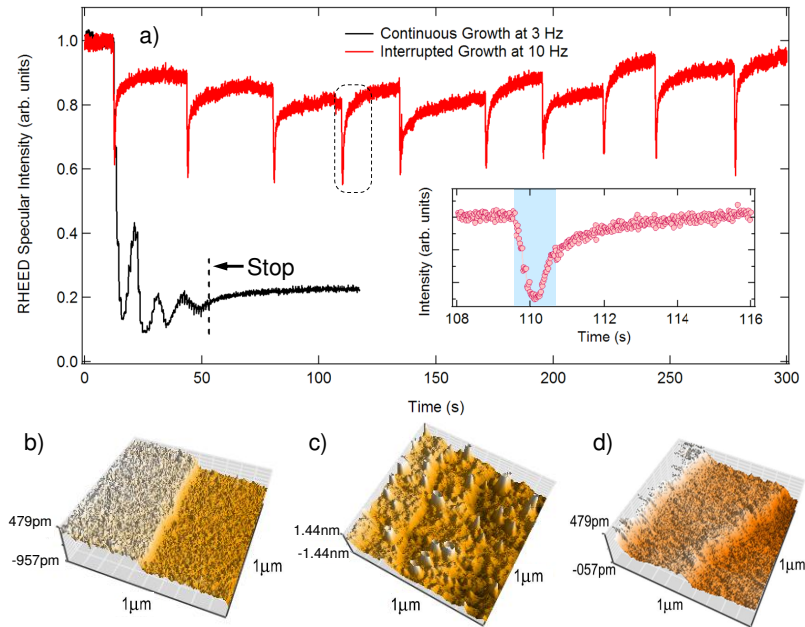 a)
Continuous Growth at 3 Hz
Interrupted Growth at 10 Hz
RHEED Specular Intensity (arb. units)
1.0
0.8
0.6
0.4
0.2
0.0
Stop
Intensity (arb. units)
108 110 112 114 116
Time (s)
0 50 100 150 200 250 300
Time (s)
b)
479pm
-957pm
1μm
1μm
c)
1.44nm
-1.44nm
1μm
1μm
d)
479pm
-057pm
1μm
1μm